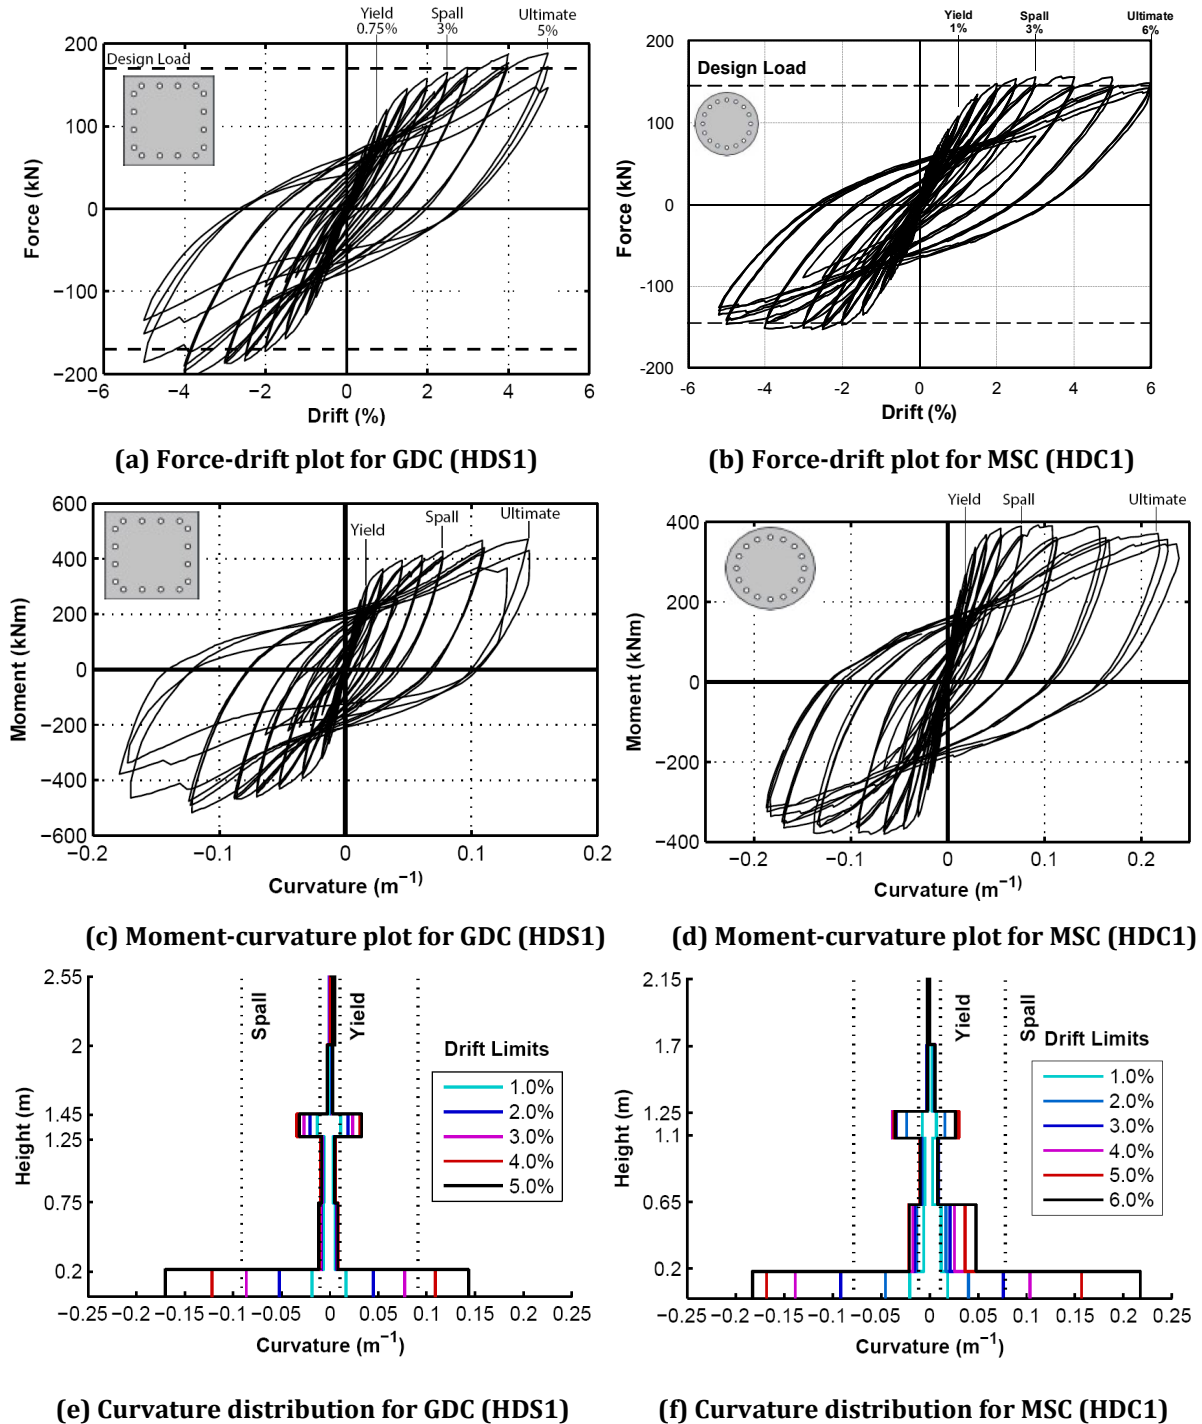 Yield
0.75%
Spall
3%
Ultimate
5%
Design Load
200
100
0
−100
−200
−6
−4
−2
0
2
4
6
Force (kN)
Drift (%)
(a) Force-drift plot for GDC (HDS1)
Yield
1%
Spall
3%
Ultimate
6%
Design Load
200
100
0
-100
-200
-6
-4
-2
0
2
4
6
Force (kN)
Drift (%)
(b) Force-drift plot for MSC (HDC1)
Yield
Spall
Ultimate
600
400
200
0
−200
−400
−600
−0.2
−0.1
0
0.1
0.2
Moment (kNm)
Curvature (m−1)
(c) Moment-curvature plot for GDC (HDS1)
Yield
Spall
Ultimate
400
200
0
−200
−400
−0.2
−0.1
0
0.1
0.2
Moment (kNm)
Curvature (m−1)
(d) Moment-curvature plot for MSC (HDC1)
2.55
2
1.45
1.25
0.75
0.2
Height (m)
Spall
Yield
Drift Limits
1.0%
2.0%
3.0%
4.0%
5.0%
−0.25
−0.2
−0.15
−0.1
−0.05
0
0.05
0.1
0.15
0.2
0.25
Curvature (m−1)
(e) Curvature distribution for GDC (HDS1)
2.15
1.7
1.25
1.1
0.65
0.2
Height (m)
Yield
Spall
Drift Limits
1.0%
2.0%
3.0%
4.0%
5.0%
6.0%
−0.25
−0.2
−0.15
−0.1
−0.05
0
0.05
0.1
0.15
0.2
0.25
Curvature (m−1)
(f) Curvature distribution for MSC (HDC1)